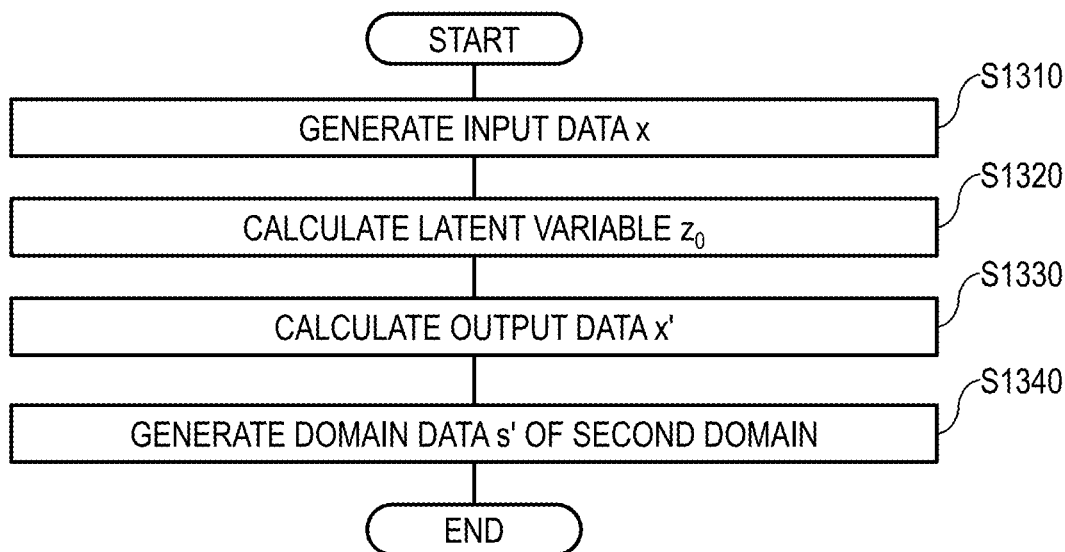 START
S1310
GENERATE INPUT DATA x
S1320
CALCULATE LATENT VARIABLE z₀
S1330
CALCULATE OUTPUT DATA x'
S1340
GENERATE DOMAIN DATA s' OF SECOND DOMAIN
END